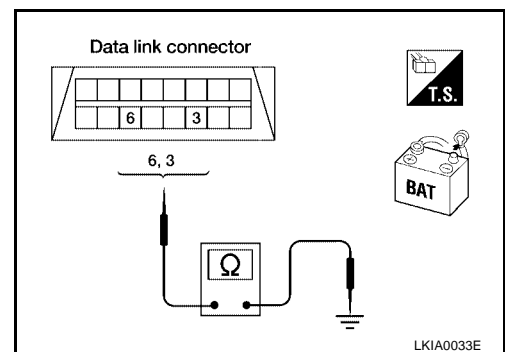 Data link connector
T.S.
6 3
6, 3
BAT
Ω
LKIA0033E